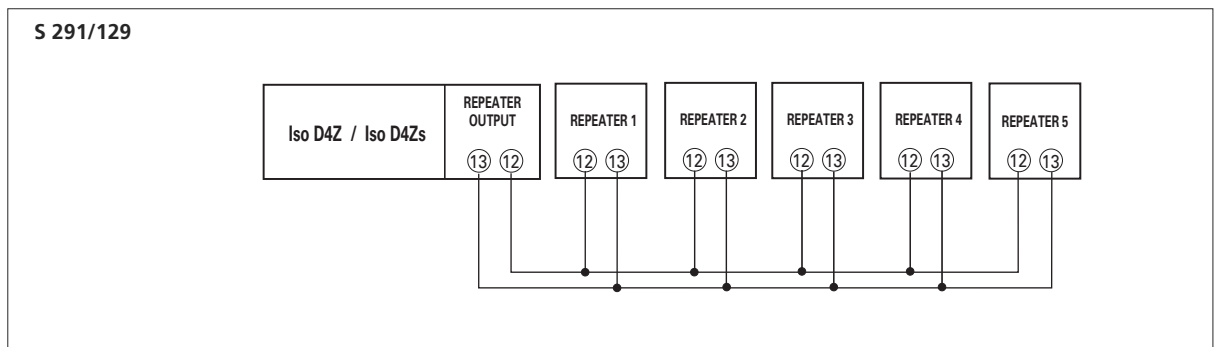 S 291/129
Iso D4Z / Iso D4Zs
REPEATER
OUTPUT
13 12
REPEATER 1
12 13
REPEATER 2
12 13
REPEATER 3
12 13
REPEATER 4
12 13
REPEATER 5
12 13